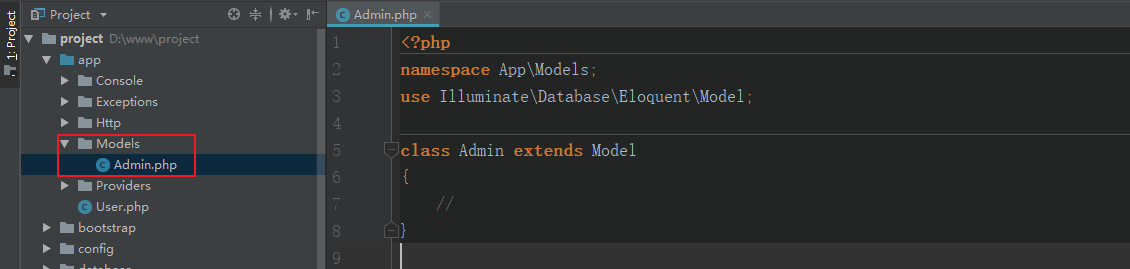 1: Project
Project
project D:\www\project
app
Console
Exceptions
Http
Models
Admin.php
Providers
User.php
bootstrap
config
database
Admin.php
1 <?php
2 namespace App\Models;
3 use Illuminate\Database\Eloquent\Model;
4
5 class Admin extends Model
6 {
7 //
8 }
9